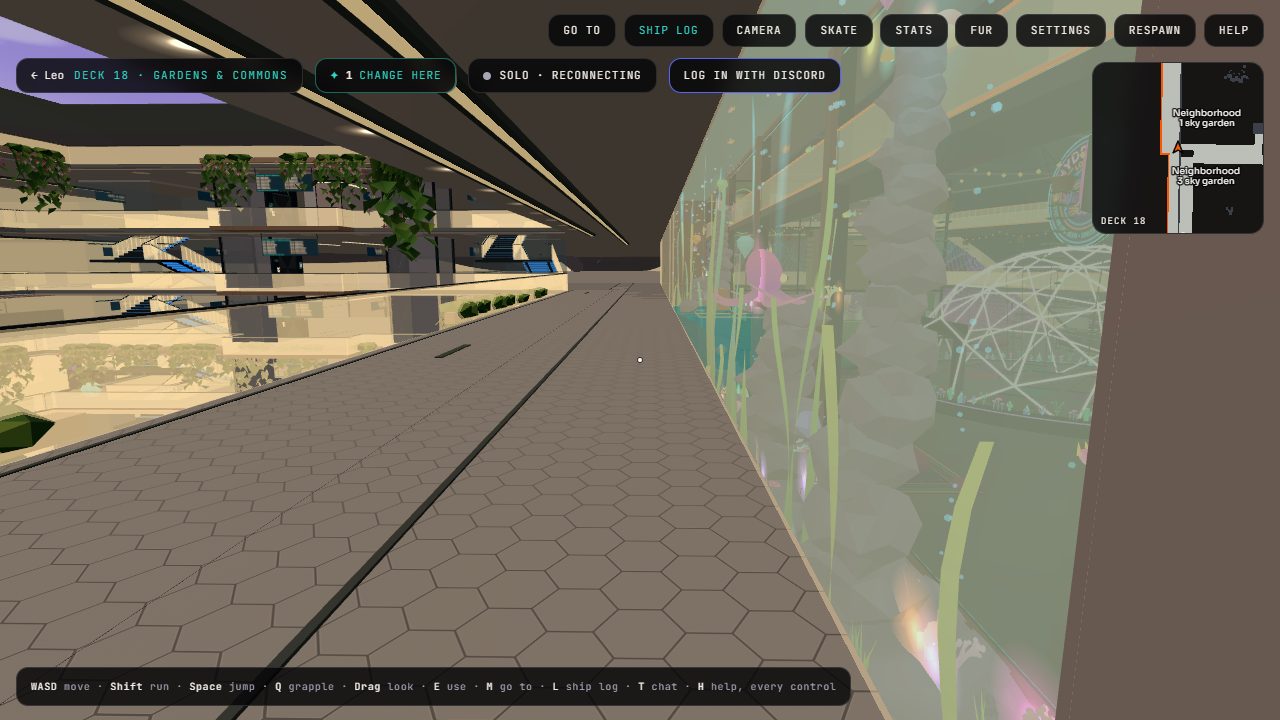 GO TO
SHIP LOG
CAMERA
SKATE
STATS
FUR
SETTINGS
RESPAWN
HELP
← Leo DECK 18 · GARDENS & COMMONS
✦ 1 CHANGE HERE
SOLO · RECONNECTING
LOG IN WITH DISCORD
Neighborhood
1 sky garden
Neighborhood
3 sky garden
DECK 18
WASD move · Shift run · Space jump · Q grapple · Drag look · E use · M go to · L ship log · T chat · H help, every control